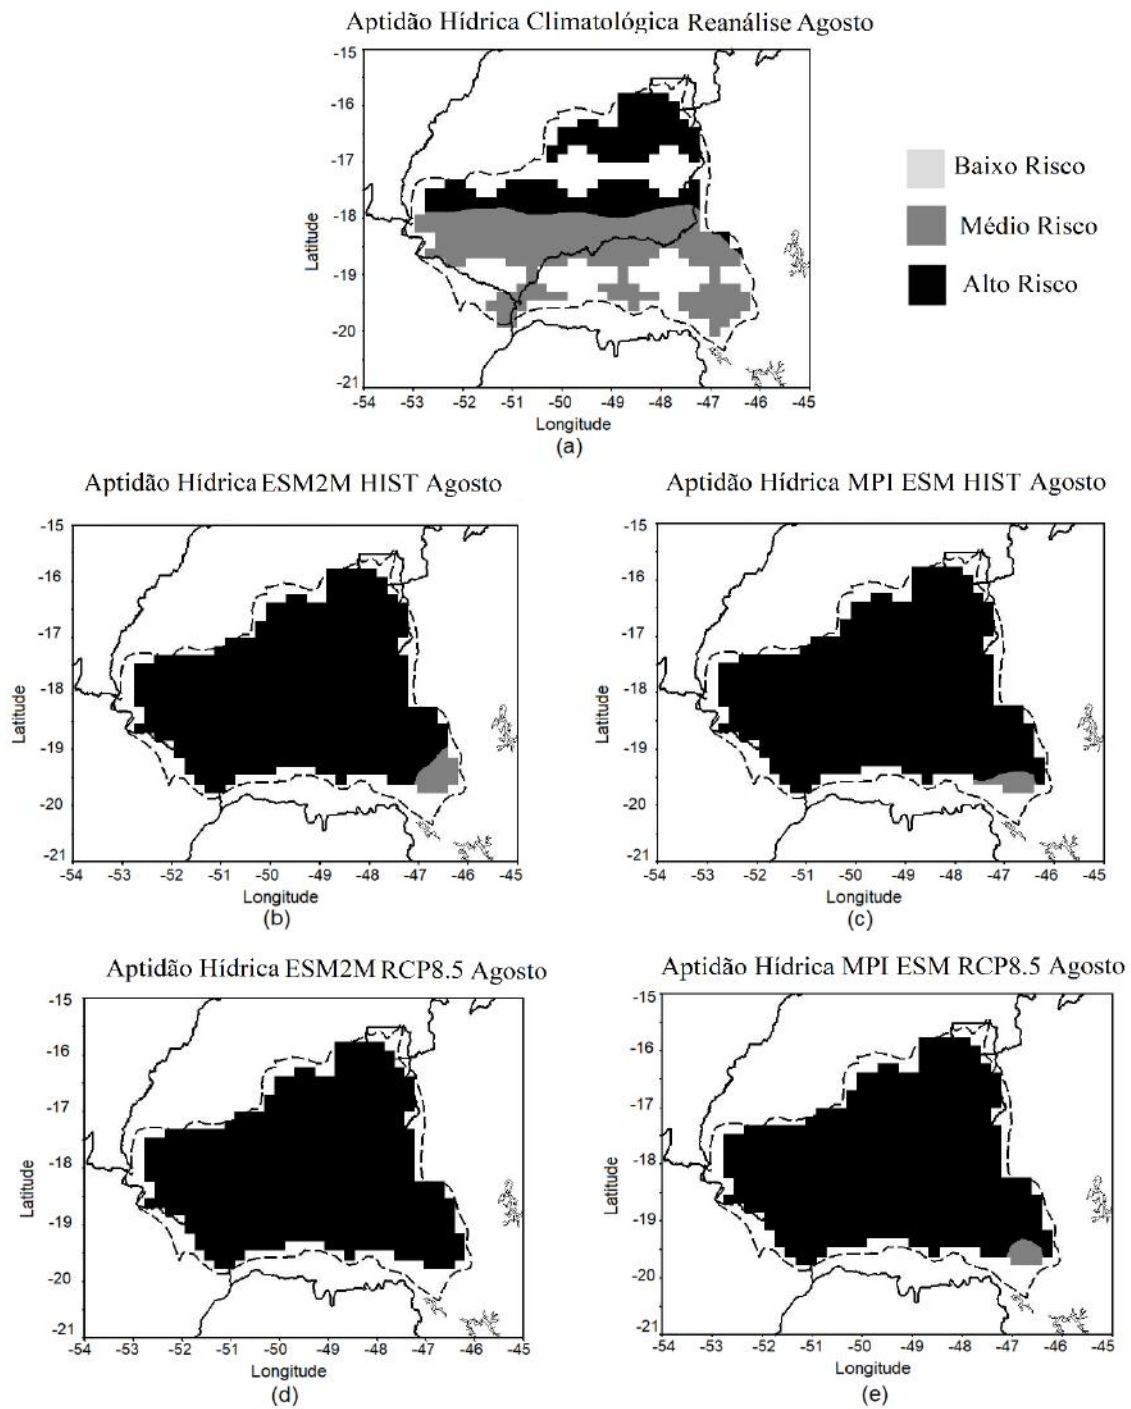 Aptidão Hídrica Climatológica Reanálise Agosto
-15
-16
-17
-18
-19
-20
-21
Latitude
-54 -53 -52 -51 -50 -49 -48 -47 -46 -45
Longitude
(a)
Baixo Risco
Médio Risco
Alto Risco
Aptidão Hídrica ESM2M HIST Agosto
-15
-16
-17
-18
-19
-20
-21
Latitude
-54 -53 -52 -51 -50 -49 -48 -47 -46 -45
Longitude
(b)
Aptidão Hídrica MPI ESM HIST Agosto
-15
-16
-17
-18
-19
-20
-21
Latitude
-54 -53 -52 -51 -50 -49 -48 -47 -46 -45
Longitude
(c)
Aptidão Hídrica ESM2M RCP8.5 Agosto
-15
-16
-17
-18
-19
-20
-21
Latitude
-54 -53 -52 -51 -50 -49 -48 -47 -46 -45
Longitude
(d)
Aptidão Hídrica MPI ESM RCP8.5 Agosto
-15
-16
-17
-18
-19
-20
-21
Latitude
-54 -53 -52 -51 -50 -49 -48 -47 -46 -45
Longitude
(e)